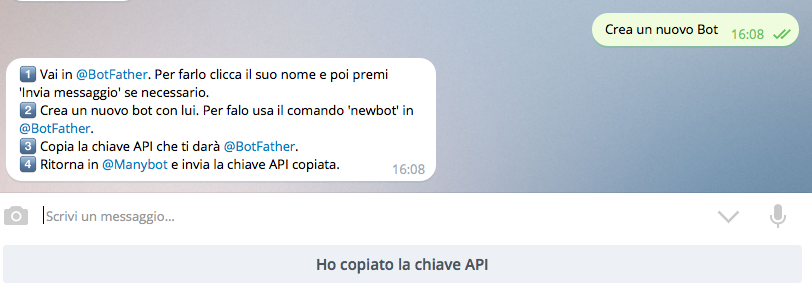 Crea un nuovo Bot 16:08
1 Vai in @BotFather. Per farlo clicca il suo nome e poi premi
'Invia messaggio' se necessario.
2 Crea un nuovo bot con lui. Per falo usa il comando 'newbot' in
@BotFather.
3 Copia la chiave API che ti darà @BotFather.
4 Ritorna in @Manybot e invia la chiave API copiata.
16:08
Scrivi un messaggio...
Ho copiato la chiave API